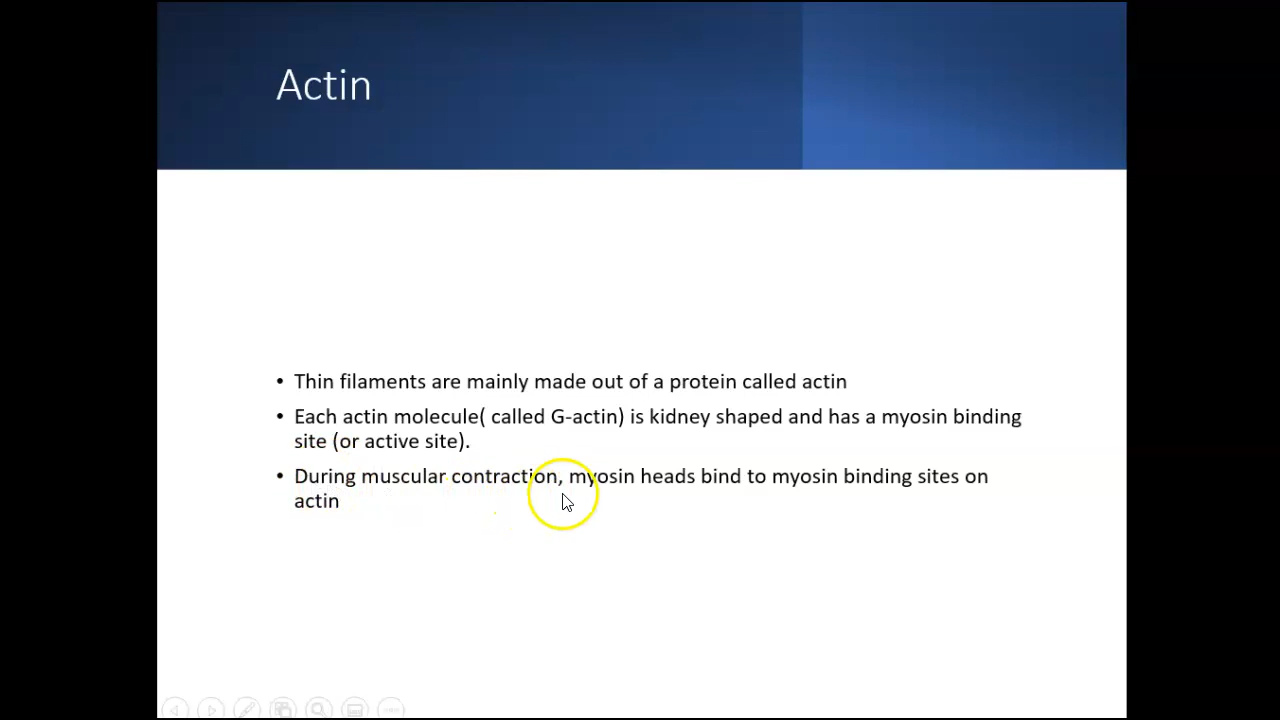 Actin
• Thin filaments are mainly made out of a protein called actin
• Each actin molecule( called G-actin) is kidney shaped and has a myosin binding
site (or active site).
• During muscular contraction, myosin heads bind to myosin binding sites on
actin